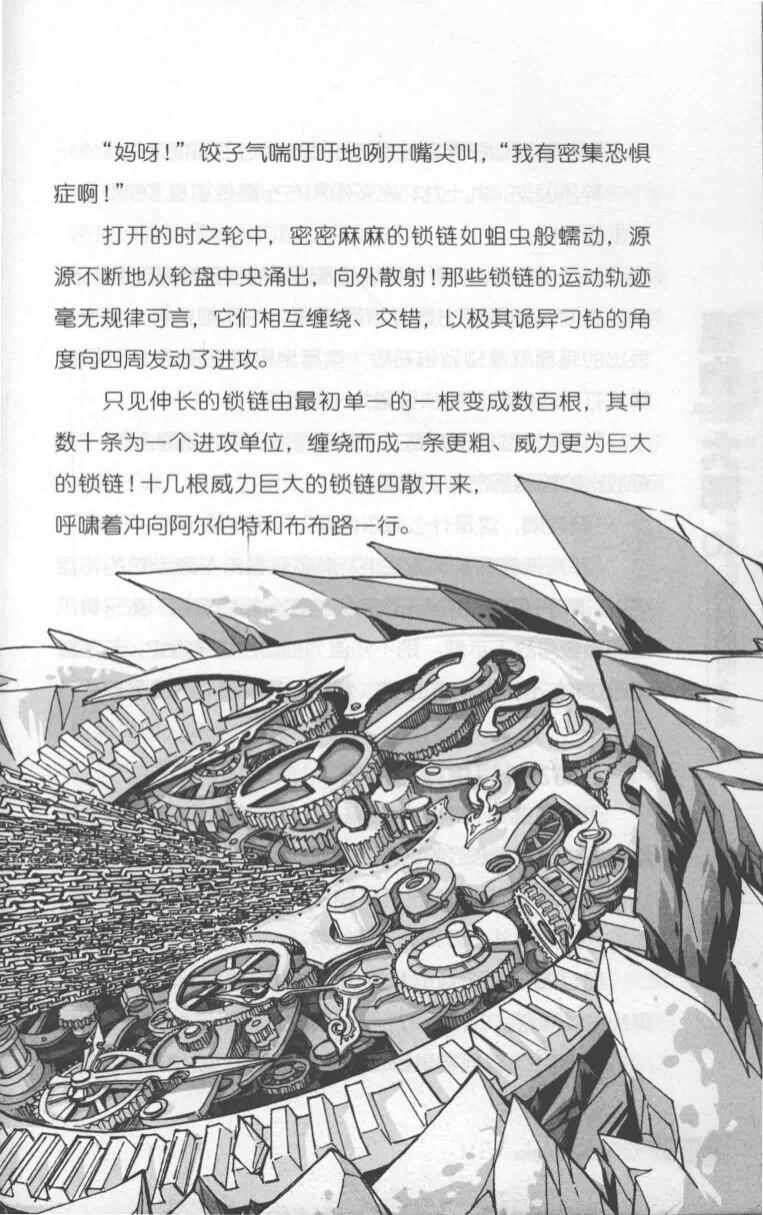 “妈呀！”饺子气喘吁吁地咧开嘴尖叫，“我有密集恐惧
症啊！”
打开的时之轮中，密密麻麻的锁链如蛆虫般蠕动，源
源不断地从轮盘中央涌出，向外散射！那些锁链的运动轨迹
毫无规律可言，它们相互缠绕、交错，以极其诡异刁钻的角
度向四周发动了进攻。
只见伸长的锁链由最初单一的一根变成数百根，其中
数十条为一个进攻单位，缠绕而成一条更粗、威力更为巨大
的锁链！十几根威力巨大的锁链四散开来，
呼啸着冲向阿尔伯特和布布路一行。